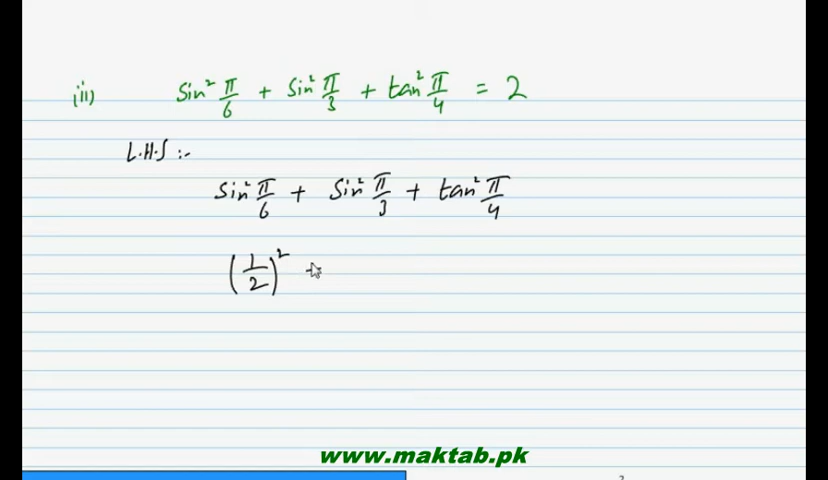 (ii) sin² π/6 + sin² π/3 + tan² π/4 = 2
L.H.S :-
sin² π/6 + sin² π/3 + tan² π/4
(1/2)² +
www.maktab.pk